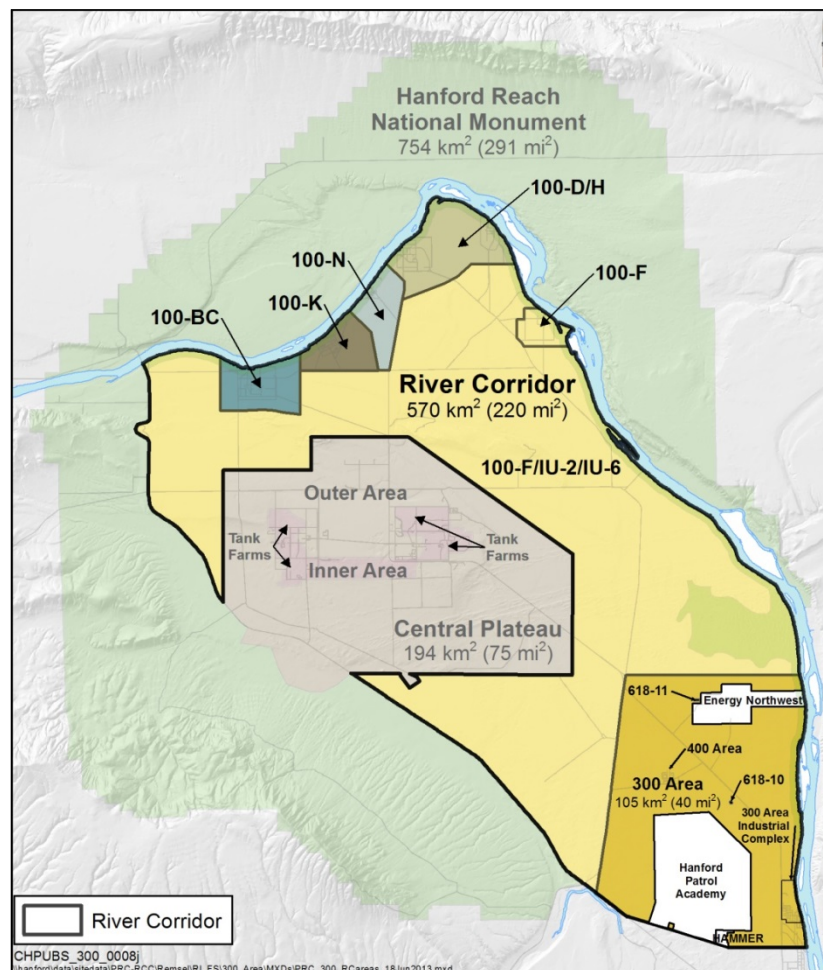 Hanford Reach
National Monument
754 km² (291 mi²)
100-D/H
100-N
100-F
100-K
100-BC
River Corridor
570 km² (220 mi²)
100-F/IU-2/IU-6
Outer Area
Tank
Farms
Tank
Farms
Inner Area
Central Plateau
194 km² (75 mi²)
618-11
Energy Northwest
400 Area
300 Area
618-10
105 km² (40 mi²)
300 Area
Industrial
Complex
Hanford
Patrol
Academy
HAMMER
River Corridor
CHPUBS_300_0008j